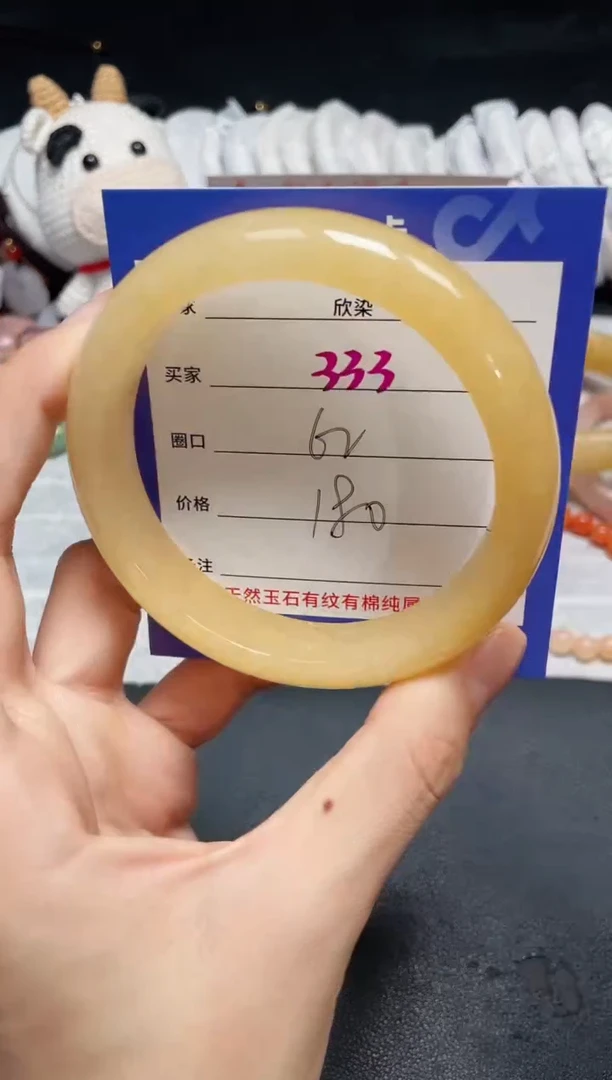 家 欣染
买家 333
圈口 62
价格 180
注
天然玉石有纹有棉纯属